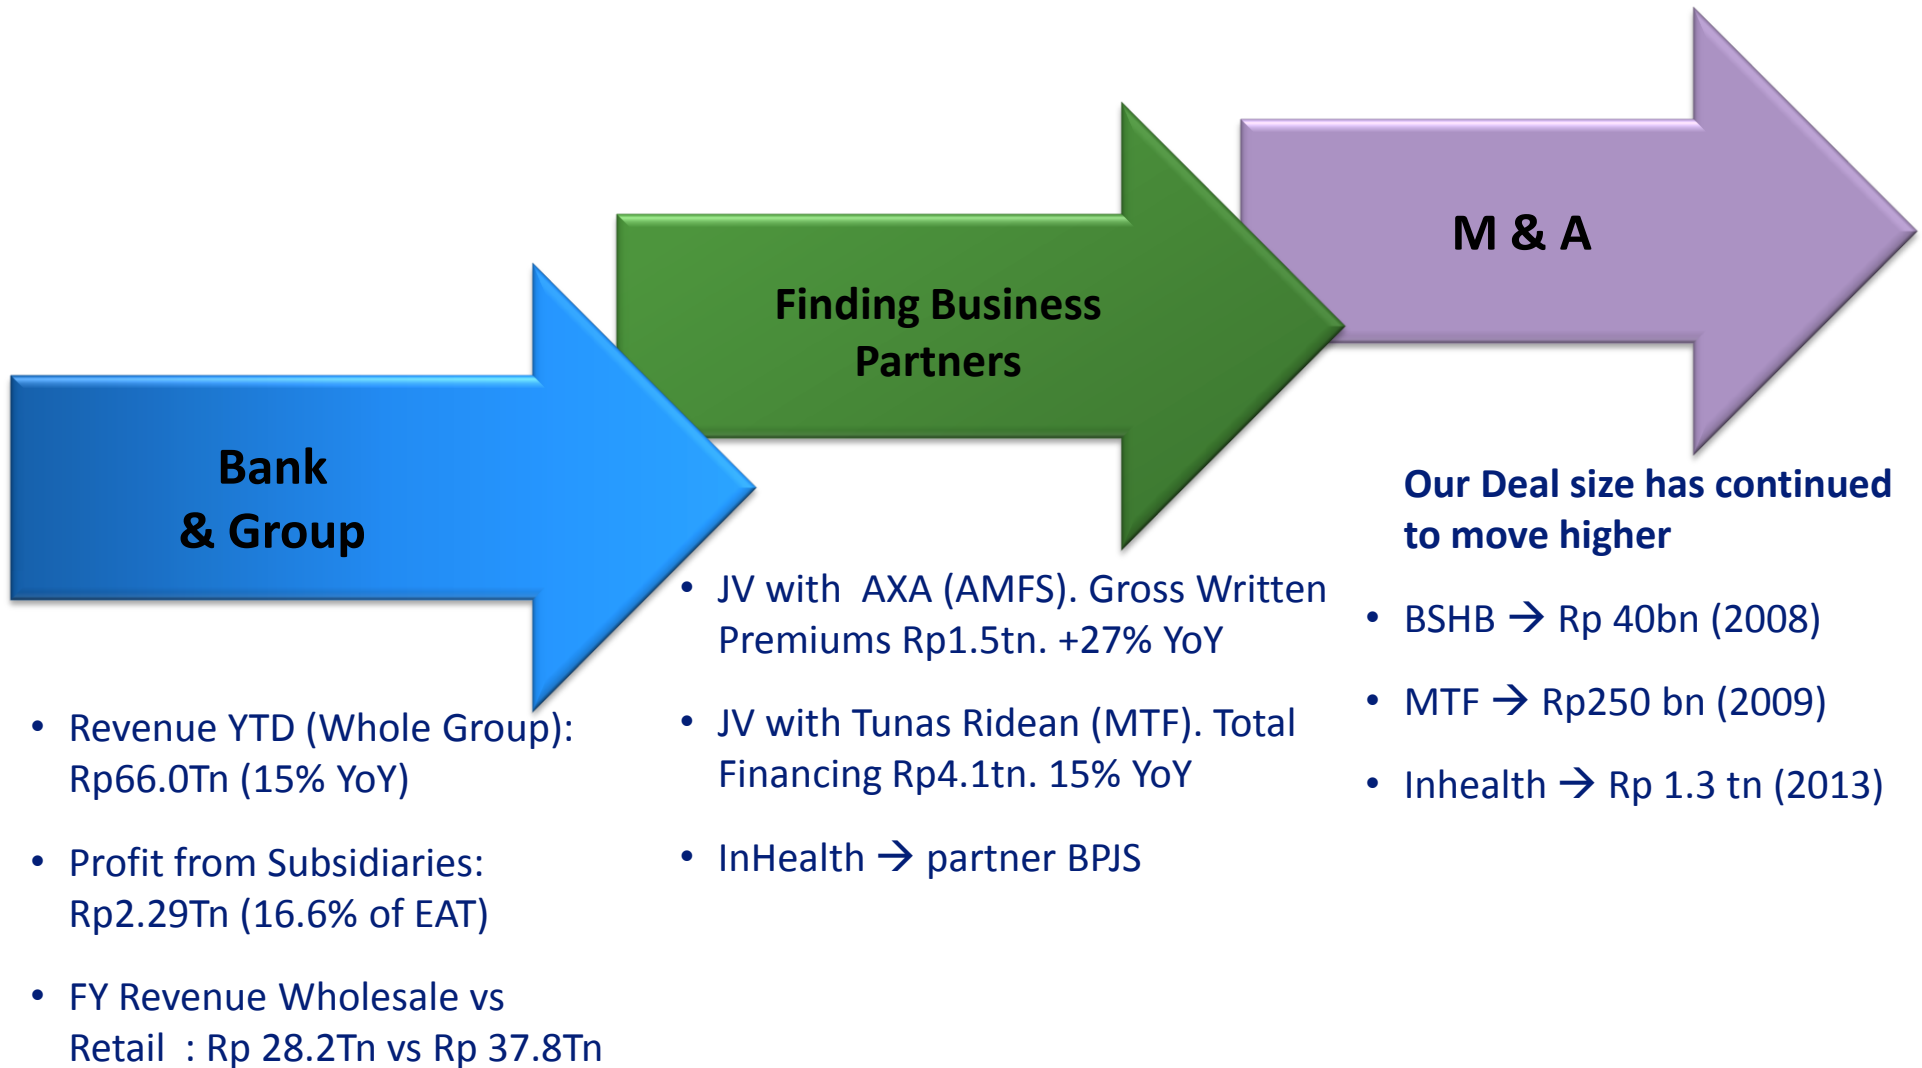 Bank
& Group
• Revenue YTD (Whole Group):
Rp66.0Tn (15% YoY)
• Profit from Subsidiaries:
Rp2.29Tn (16.6% of EAT)
• FY Revenue Wholesale vs
Retail : Rp 28.2Tn vs Rp 37.8Tn
Finding Business
Partners
• JV with AXA (AMFS). Gross Written
Premiums Rp1.5tn. +27% YoY
• JV with Tunas Ridean (MTF). Total
Financing Rp4.1tn. 15% YoY
• InHealth → partner BPJS
M & A
Our Deal size has continued
to move higher
• BSHB → Rp 40bn (2008)
• MTF → Rp250 bn (2009)
• Inhealth → Rp 1.3 tn (2013)